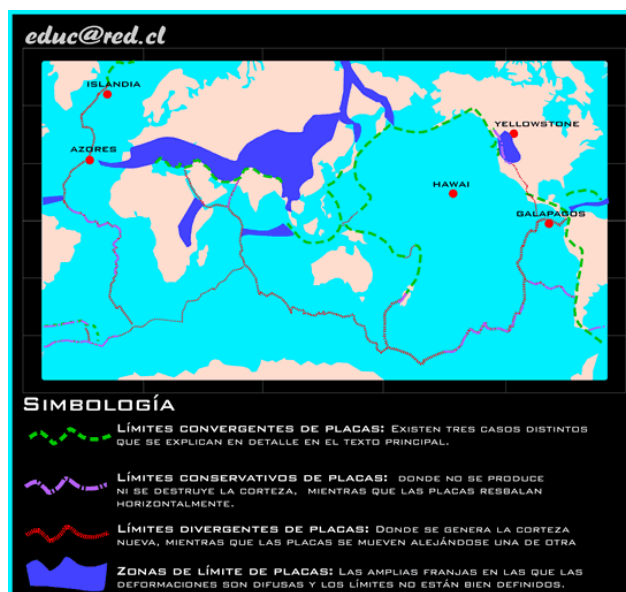 educ@red.cl
ISLANDIA
YELLOWSTONE
AZORES
HAWAI
GALAPAGOS
SIMBOLOGÍA
LÍMITES CONVERGENTES DE PLACAS: EXISTEN TRES CASOS DISTINTOS
QUE SE EXPLICAN EN DETALLE EN EL TEXTO PRINCIPAL.
LÍMITES CONSERVATIVOS DE PLACAS: DONDE NO SE PRODUCE
NI SE DESTRUYE LA CORTEZA, MIENTRAS QUE LAS PLACAS RESBALAN
HORIZONTALMENTE.
LÍMITES DIVERGENTES DE PLACAS: DONDE SE GENERA LA CORTEZA
NUEVA, MIENTRAS QUE LAS PLACAS SE MUEVEN ALEJÁNDOSE UNA DE OTRA
ZONAS DE LÍMITE DE PLACAS: LAS AMPLIAS FRANJAS EN LAS QUE LAS
DEFORMACIONES SON DIFUSAS Y LOS LÍMITES NO ESTÁN BIEN DEFINIDOS.